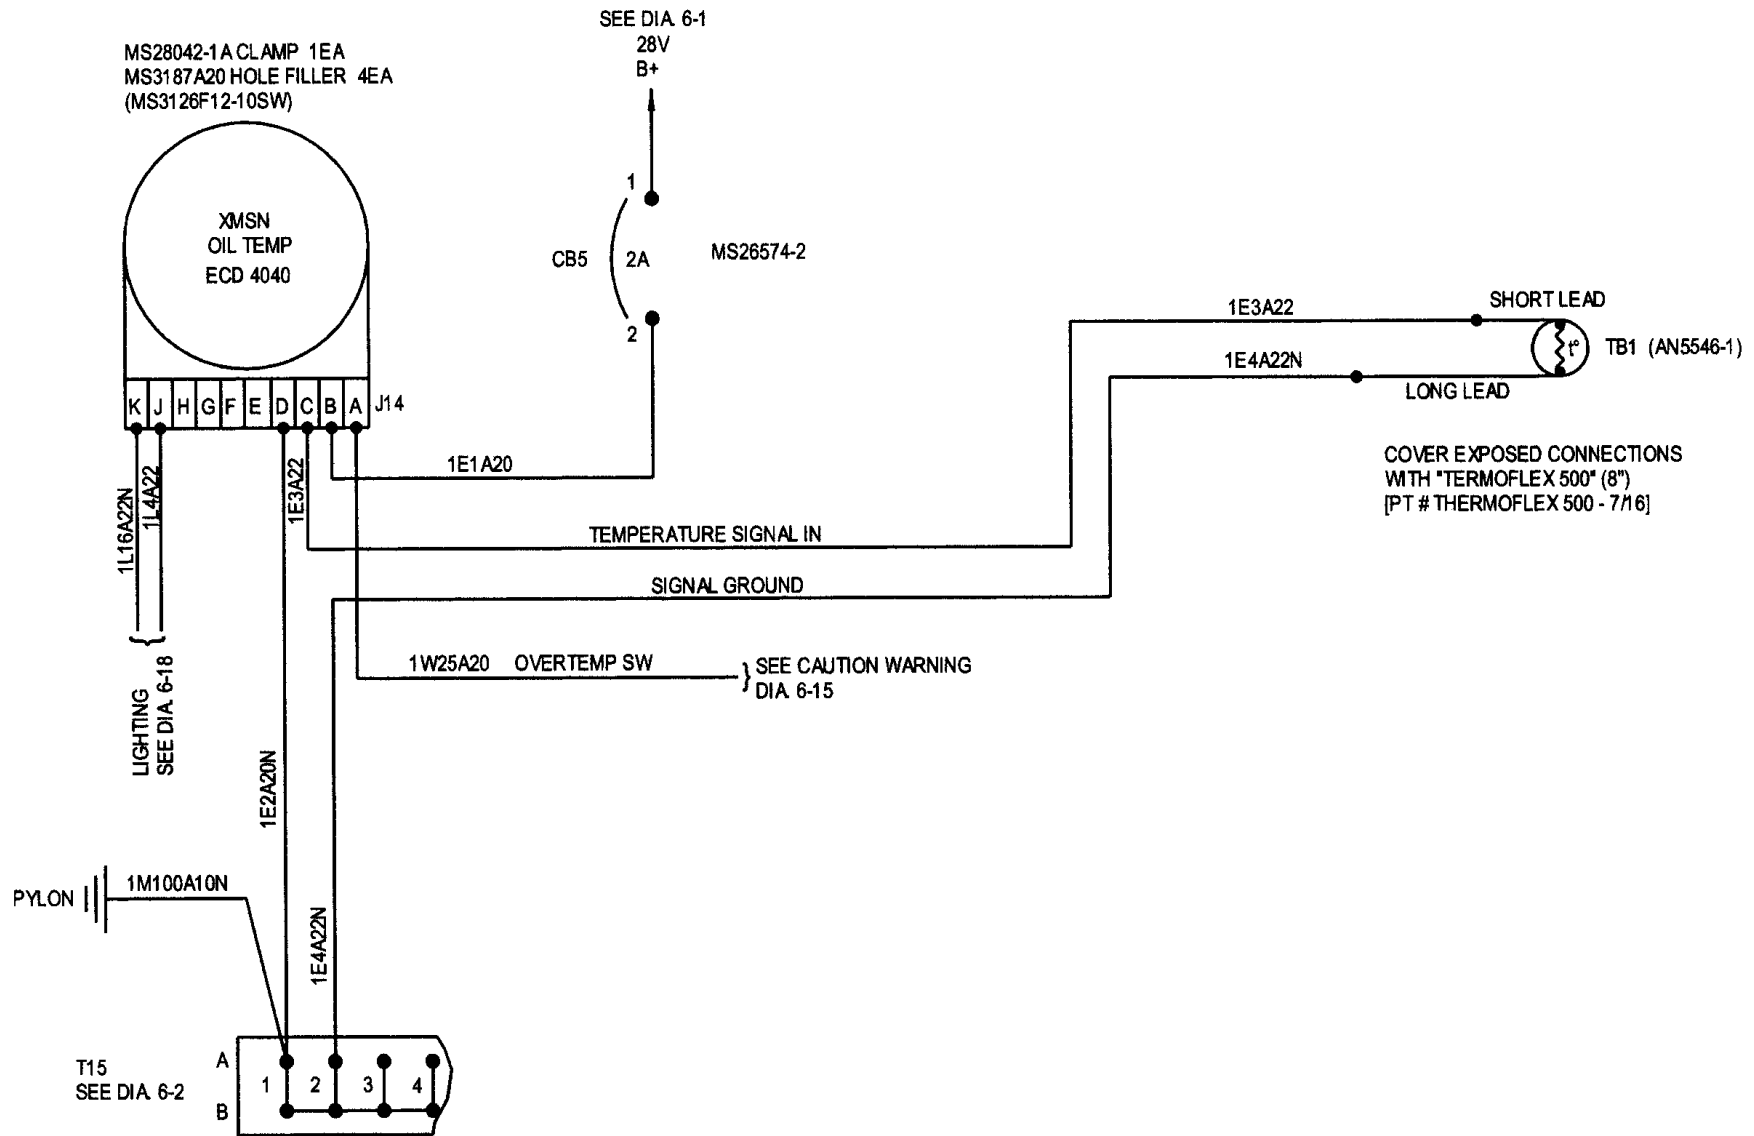 SEE DIA. 6-1
28V
B+
MS28042-1A CLAMP 1EA
MS3187A20 HOLE FILLER 4EA
(MS3126F12-10SW)
XMSN
OIL TEMP
ECD 4040
K J H G F E D C B A J14
1
CB5 2A MS26574-2
2
1E3A22 SHORT LEAD
t° TB1 (AN5546-1)
1E4A22N
LONG LEAD
COVER EXPOSED CONNECTIONS
WITH "TERMOFLEX 500" (8")
[PT # THERMOFLEX 500 - 7/16]
1L16A22N
1L4A22
1E3A22
1E1A20
TEMPERATURE SIGNAL IN
SIGNAL GROUND
1W25A20 OVERTEMP SW } SEE CAUTION WARNING
DIA. 6-15
LIGHTING
SEE DIA. 6-18
1E2A20N
1E4A22N
PYLON 1M100A10N
T15
SEE DIA. 6-2
A
1 2 3 4
B